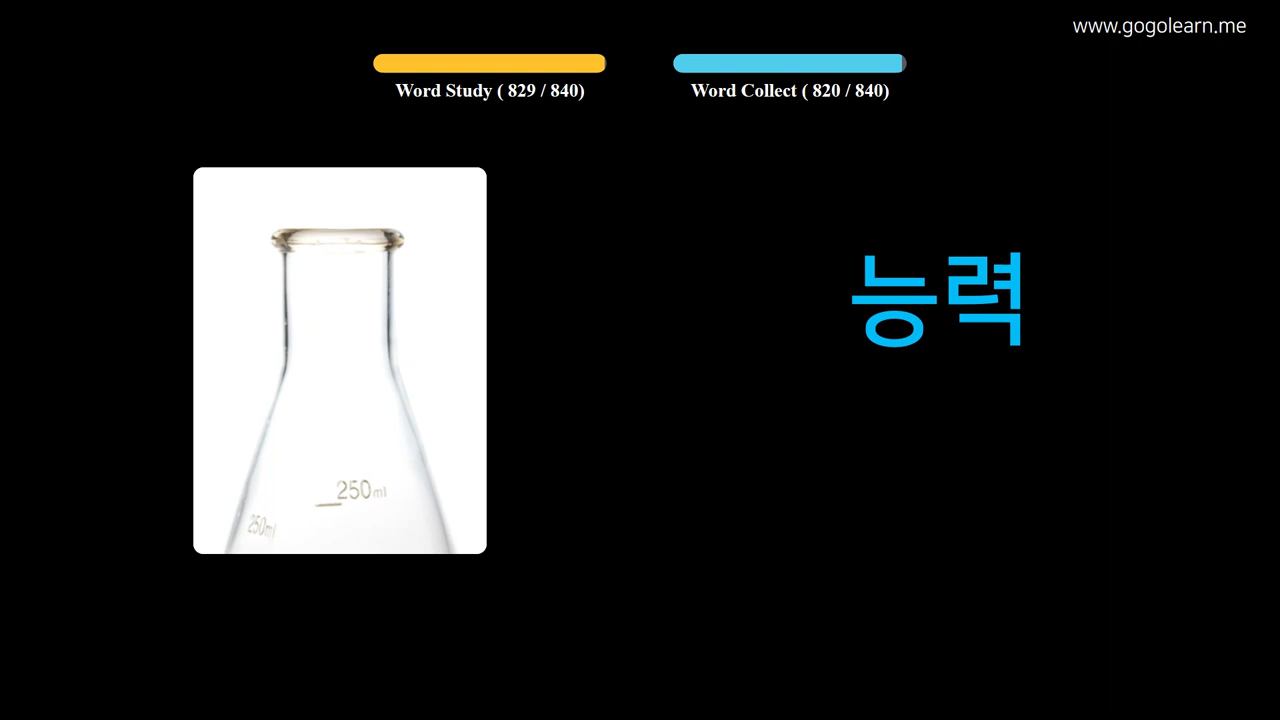 www.gogolearn.me
Word Study ( 829 / 840)
Word Collect ( 820 / 840)
능력
250ml
250ml